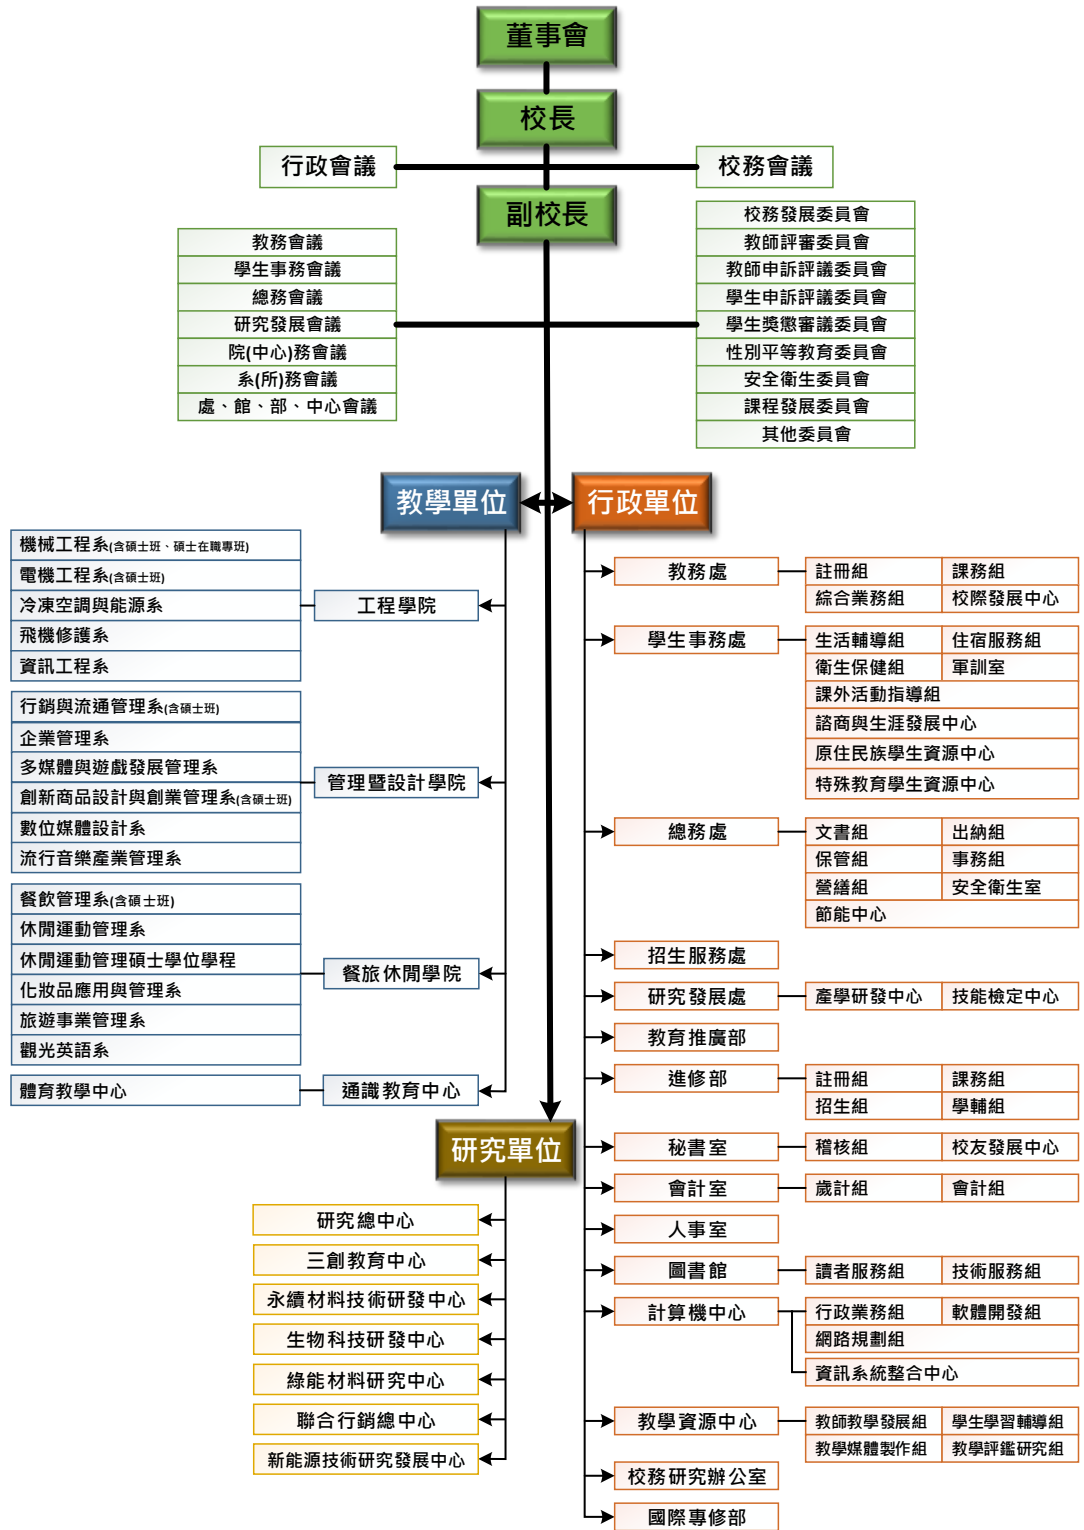 董事會
校長
行政會議
校務會議
副校長
教務會議
學生事務會議
總務會議
研究發展會議
院(中心)務會議
系(所)務會議
處、館、部、中心會議
校務發展委員會
教師評審委員會
教師申訴評議委員會
學生申訴評議委員會
學生獎懲審議委員會
性別平等教育委員會
安全衛生委員會
課程發展委員會
其他委員會
教學單位
機械工程系(含碩士班、碩士在職專班)
電機工程系(含碩士班)
冷凍空調與能源系
飛機修護系
資訊工程系
工程學院
行銷與流通管理系(含碩士班)
企業管理系
多媒體與遊戲發展管理系
創新商品設計與創業管理系(含碩士班)
數位媒體設計系
流行音樂產業管理系
管理暨設計學院
餐飲管理系(含碩士班)
休閒運動管理系
休閒運動管理碩士學位學程
化妝品應用與管理系
旅遊事業管理系
觀光英語系
餐旅休閒學院
體育教學中心
通識教育中心
行政單位
教務處
註冊組 課務組
綜合業務組 校際發展中心
學生事務處
生活輔導組 住宿服務組
衛生保健組 軍訓室
課外活動指導組
諮商與生涯發展中心
原住民族學生資源中心
特殊教育學生資源中心
總務處
文書組 出納組
保管組 事務組
營繕組 安全衛生室
節能中心
招生服務處
研究發展處
產學研發中心 技能檢定中心
教育推廣部
進修部
註冊組 課務組
招生組 學輔組
秘書室
稽核組 校友發展中心
會計室
歲計組 會計組
人事室
圖書館
讀者服務組 技術服務組
計算機中心
行政業務組 軟體開發組
網路規劃組
資訊系統整合中心
教學資源中心
教師教學發展組 學生學習輔導組
教學媒體製作組 教學評鑑研究組
校務研究辦公室
國際專修部
研究單位
研究總中心
三創教育中心
永續材料技術研發中心
生物科技研發中心
綠能材料研究中心
聯合行銷總中心
新能源技術研究發展中心